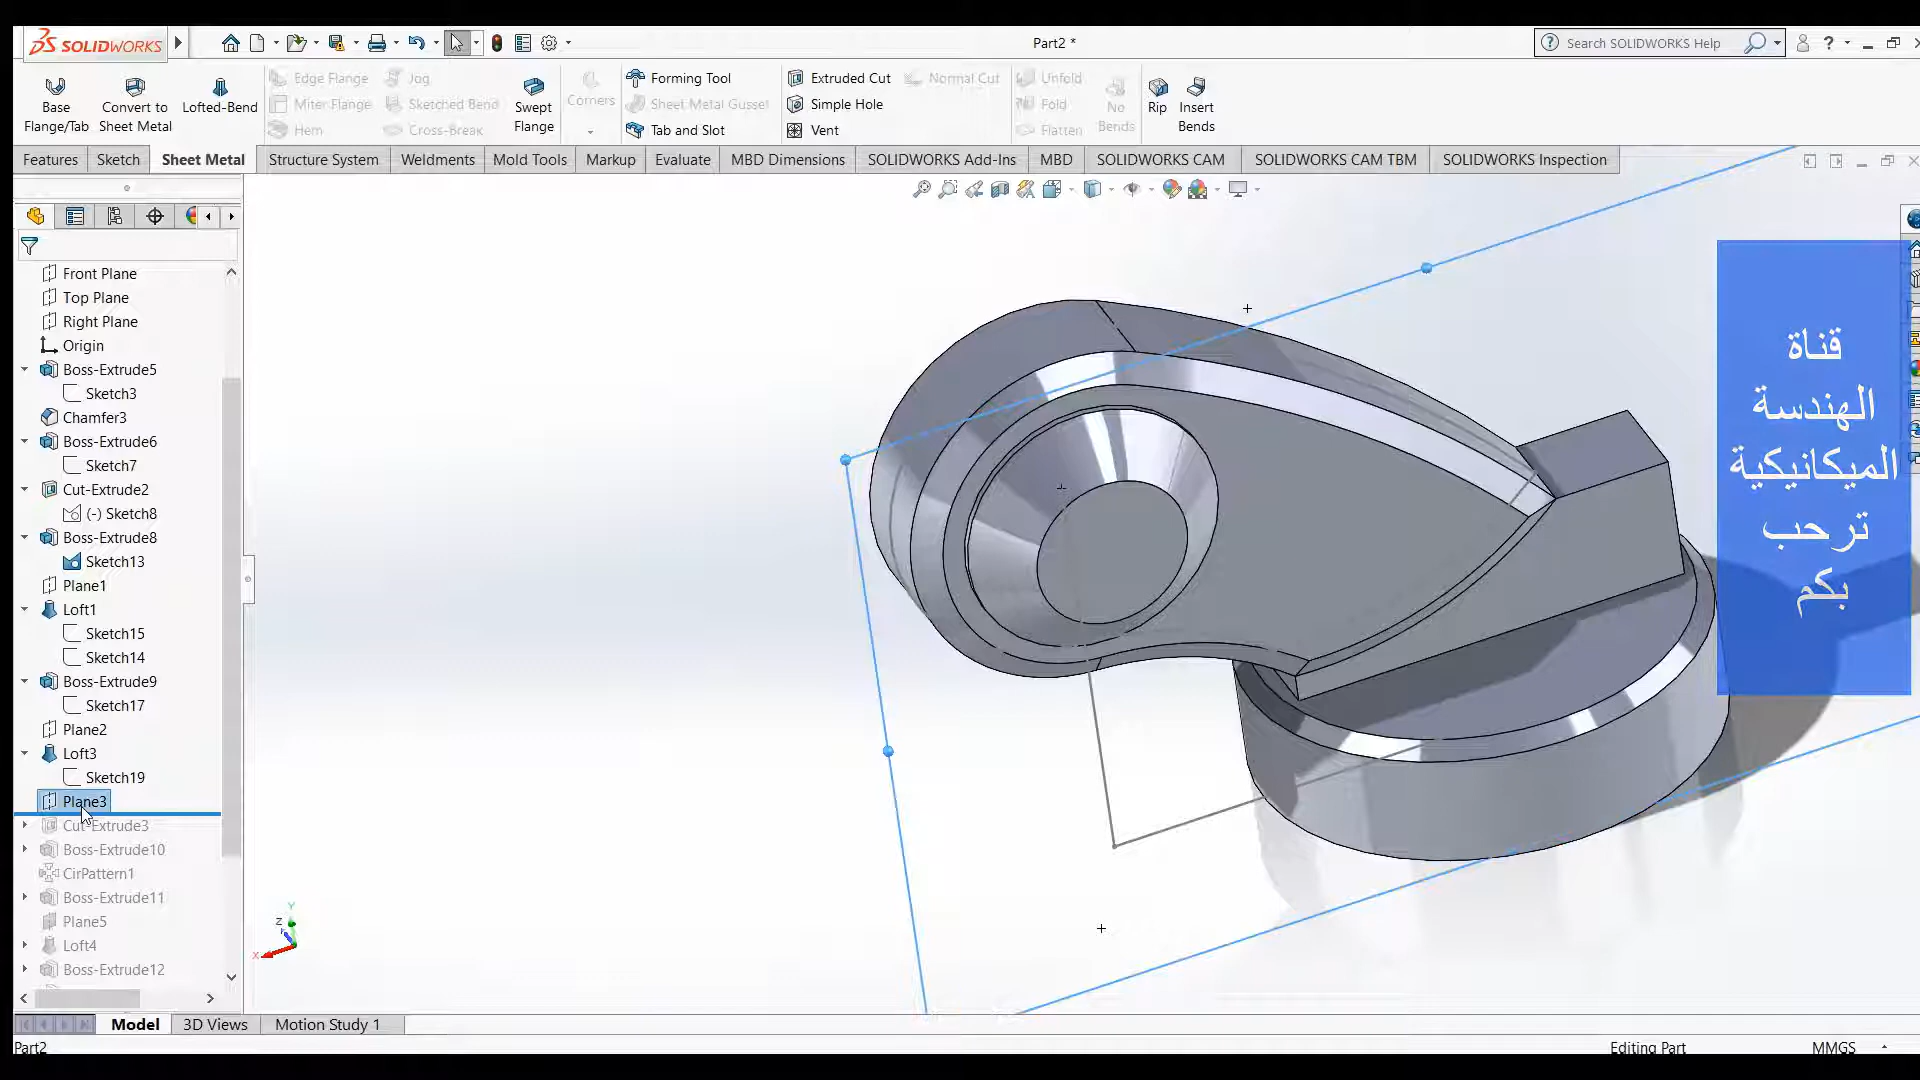 SOLIDWORKS
Part2 *
Search SOLIDWORKS Help
Base Flange/Tab
Convert to Sheet Metal
Lofted-Bend
Edge Flange
Miter Flange
Hem
Jog
Sketched Bend
Cross-Break
Swept Flange
Corners
Forming Tool
Sheet Metal Gusset
Tab and Slot
Extruded Cut
Simple Hole
Vent
Normal Cut
Unfold
Fold
Flatten
No Bends
Rip
Insert Bends
Features
Sketch
Sheet Metal
Structure System
Weldments
Mold Tools
Markup
Evaluate
MBD Dimensions
SOLIDWORKS Add-Ins
MBD
SOLIDWORKS CAM
SOLIDWORKS CAM TBM
SOLIDWORKS Inspection
Front Plane
Top Plane
Right Plane
Origin
Boss-Extrude5
Sketch3
Chamfer3
Boss-Extrude6
Sketch7
Cut-Extrude2
(-) Sketch8
Boss-Extrude8
Sketch13
Plane1
Loft1
Sketch15
Sketch14
Boss-Extrude9
Sketch17
Plane2
Loft3
Sketch19
Plane3
Cut-Extrude3
Boss-Extrude10
CirPattern1
Boss-Extrude11
Plane5
Loft4
Boss-Extrude12
قناة
الهندسة
الميكانيكية
ترحب
بكم
Y
Z
X
Model
3D Views
Motion Study 1
Part2
Editing Part
MMGS